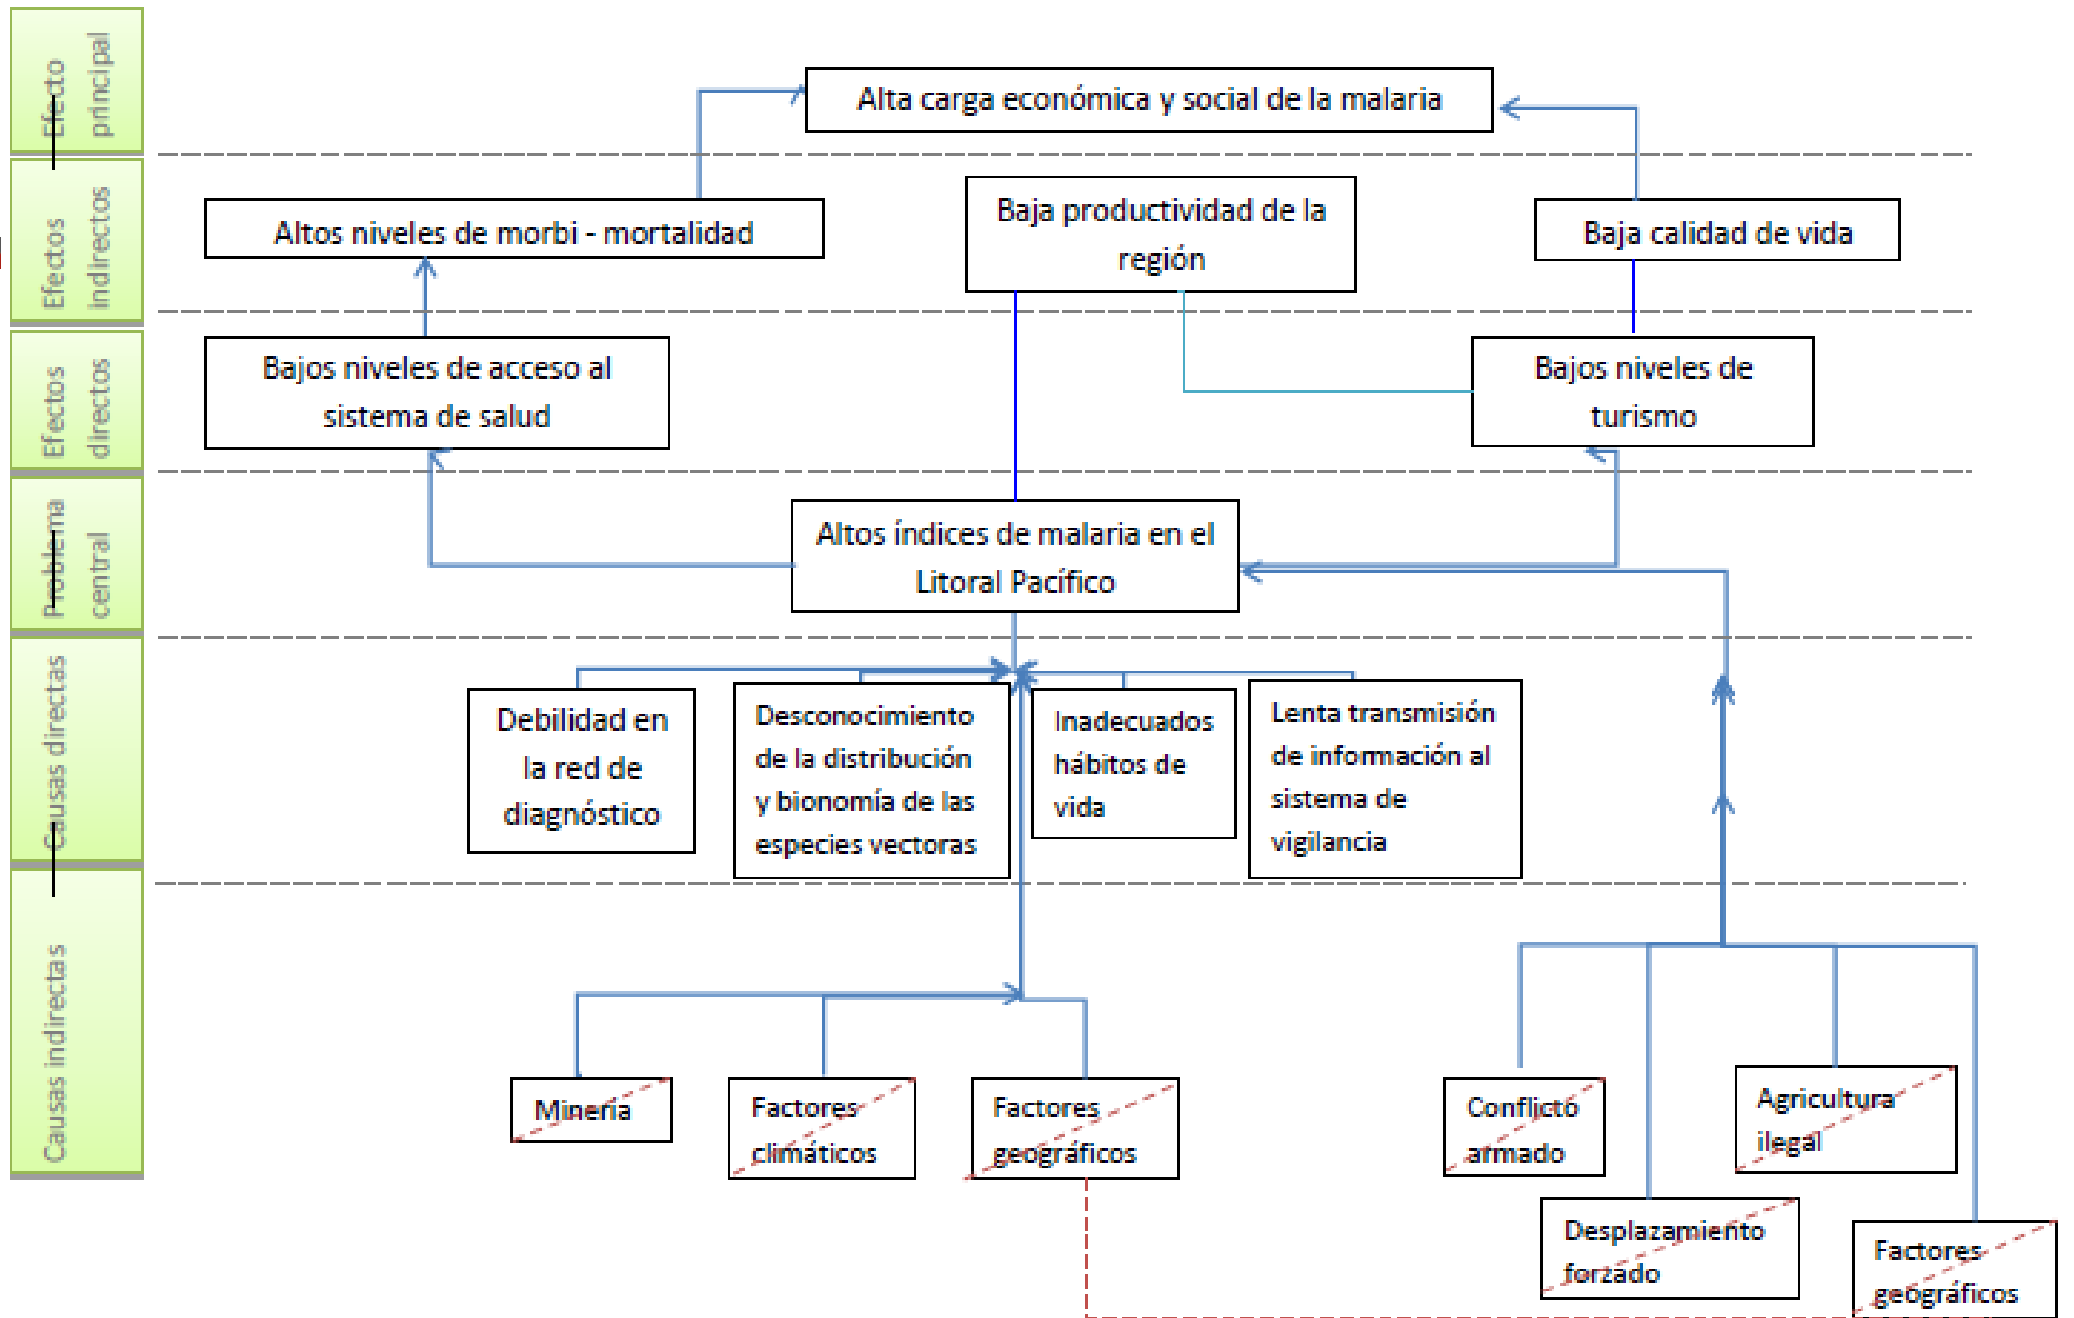 Efecto
principal
Alta carga económica y social de la malaria
Efectos
indirectos
Altos niveles de morbi - mortalidad
Baja productividad de la
región
Baja calidad de vida
Efectos
directos
Bajos niveles de acceso al
sistema de salud
Bajos niveles de
turismo
Problema
central
Altos índices de malaria en el
Litoral Pacífico
Causas directas
Debilidad en
la red de
diagnóstico
Desconocimiento
de la distribución
y bionomía de las
especies vectoras
Inadecuados
hábitos de
vida
Lenta transmisión
de información al
sistema de
vigilancia
Causas indirectas
Mineria
Factores
climáticos
Factores
geográficos
Conflicto
armado
Agricultura
ilegal
Desplazamiento
forzado
Factores
geográficos